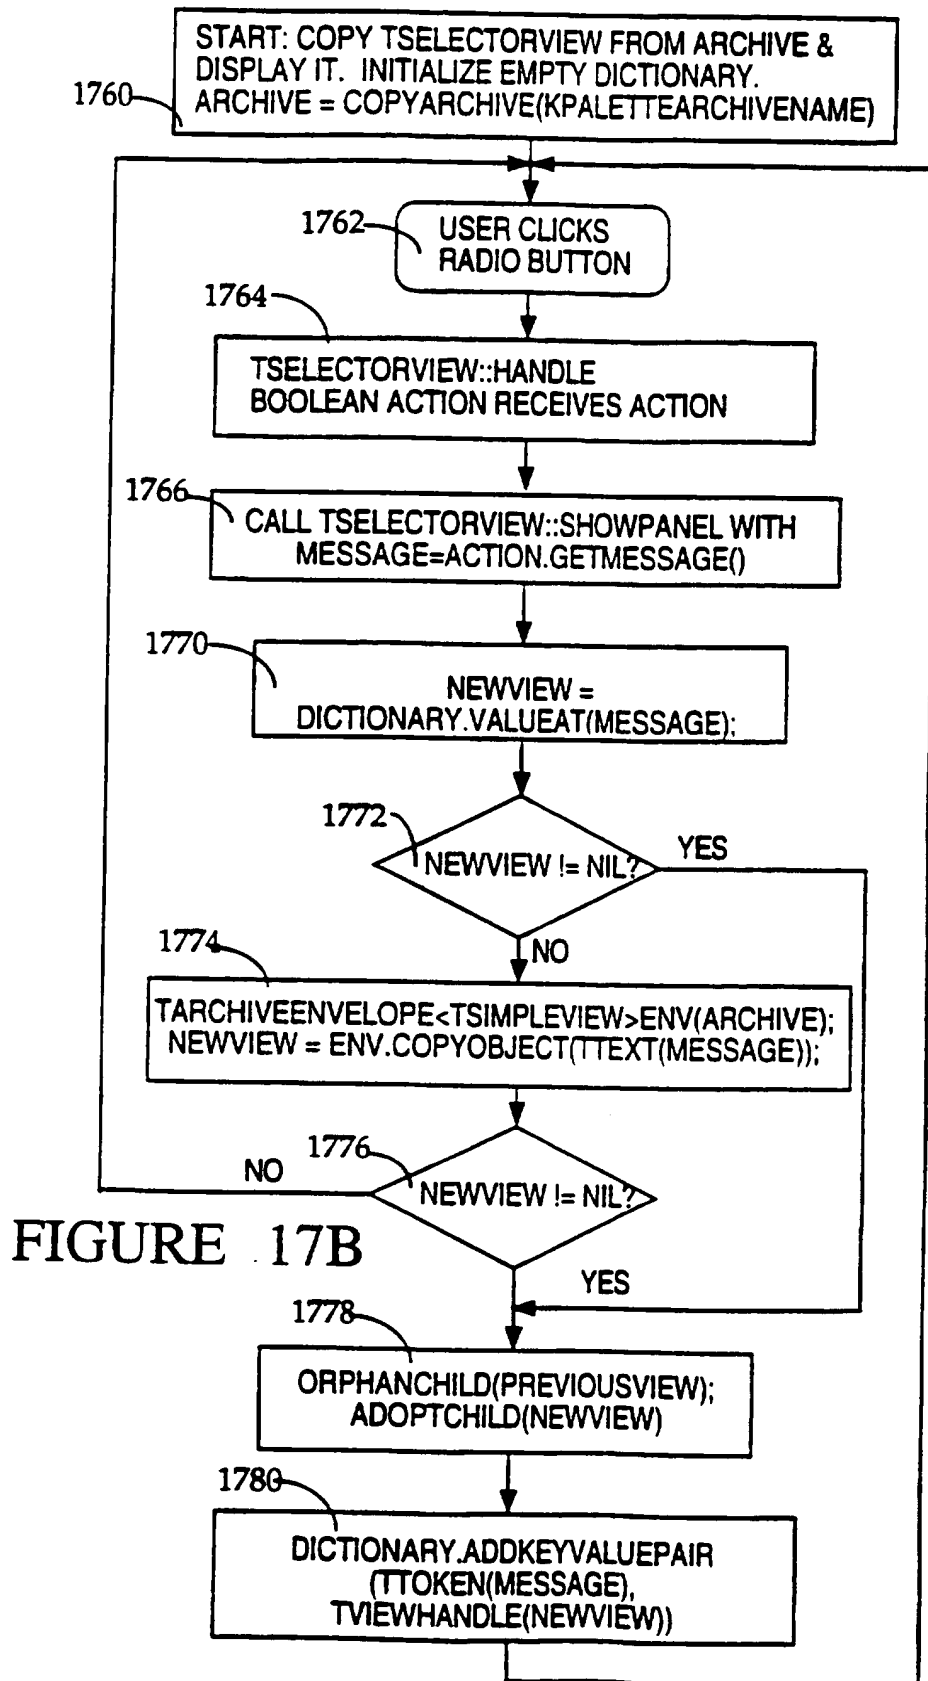 START: COPY TSELECTORVIEW FROM ARCHIVE &
DISPLAY IT. INITIALIZE EMPTY DICTIONARY.
1760
ARCHIVE = COPYARCHIVE(KPALETTEARCHIVENAME)
1762
USER CLICKS
RADIO BUTTON
1764
TSELECTORVIEW::HANDLE
BOOLEAN ACTION RECEIVES ACTION
1766
CALL TSELECTORVIEW::SHOWPANEL WITH
MESSAGE=ACTION.GETMESSAGE()
1770
NEWVIEW =
DICTIONARY.VALUEAT(MESSAGE);
1772
NEWVIEW != NIL?
YES
NO
1774
TARCHIVEENVELOPE<TSIMPLEVIEW>ENV(ARCHIVE);
NEWVIEW = ENV.COPYOBJECT(TTEXT(MESSAGE));
1776
NO
NEWVIEW != NIL?
FIGURE 17B
YES
1778
ORPHANCHILD(PREVIOUSVIEW);
ADOPTCHILD(NEWVIEW)
1780
DICTIONARY.ADDKEYVALUEPAIR
(TTOKEN(MESSAGE),
TVIEWHANDLE(NEWVIEW))